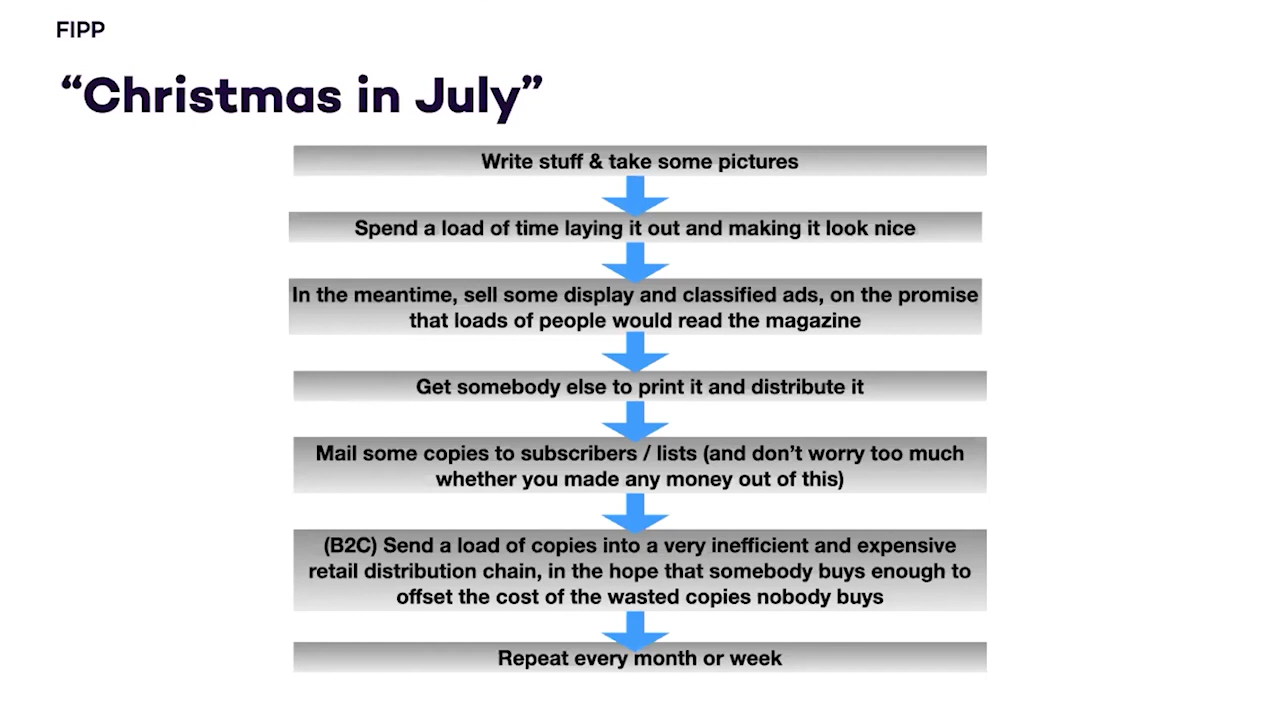 FIPP
“Christmas in July”
Write stuff & take some pictures
Spend a load of time laying it out and making it look nice
In the meantime, sell some display and classified ads, on the promise
that loads of people would read the magazine
Get somebody else to print it and distribute it
Mail some copies to subscribers / lists (and don’t worry too much
whether you made any money out of this)
(B2C) Send a load of copies into a very inefficient and expensive
retail distribution chain, in the hope that somebody buys enough to
offset the cost of the wasted copies nobody buys
Repeat every month or week